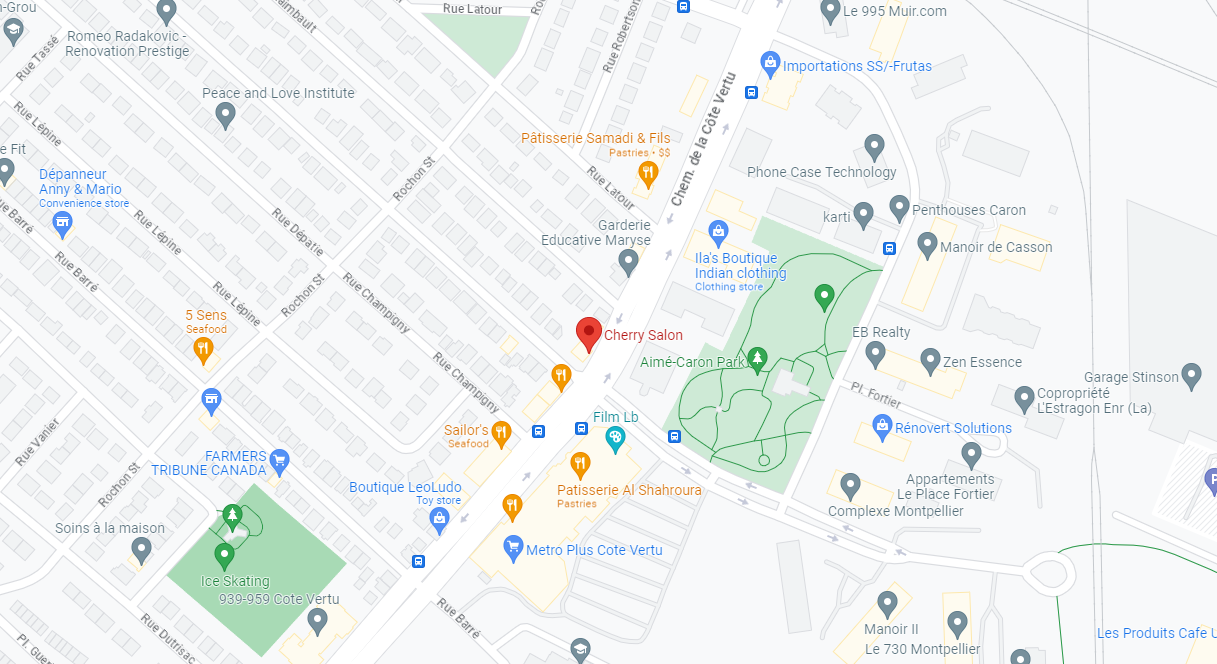 n-Grou
Rue Latour
Le 995 Muir.com
Romeo Radakovic -
Renovation Prestige
Rue Tassé
Rue Robertson
Importations SS/-Frutas
Peace and Love Institute
Chem. de la Côte Vertu
Rue Lépine
Pâtisserie Samadi & Fils
Pastries • $$
e Fit
Rochon St
Rue Latour
Phone Case Technology
Dépanneur
Anny & Mario
Convenience store
Rue Barré
Rue Lépine
Rue Dépatie
Garderie
Educative Maryse
karti
Penthouses Caron
Manoir de Casson
Ila's Boutique
Indian clothing
Clothing store
Rue Barré
Rue Lépine
Rochon St
Rue Champigny
5 Sens
Seafood
Cherry Salon
EB Realty
Aimé-Caron Park
Zen Essence
Garage Stinson
Rue Champigny
Pl. Fortier
Copropriété
L'Estragon Enr (La)
Film Lb
Rue Vanier
Sailor's
Seafood
Rénovert Solutions
FARMERS
TRIBUNE CANADA
Rochon St
Boutique LeoLudo
Toy store
Patisserie Al Shahroura
Pastries
Appartements
Le Place Fortier
P
Complexe Montpellier
Soins à la maison
Metro Plus Cote Vertu
Ice Skating
939-959 Cote Vertu
Rue Barré
Rue Dutrisac
Manoir II
Le 730 Montpellier
Les Produits Cafe U